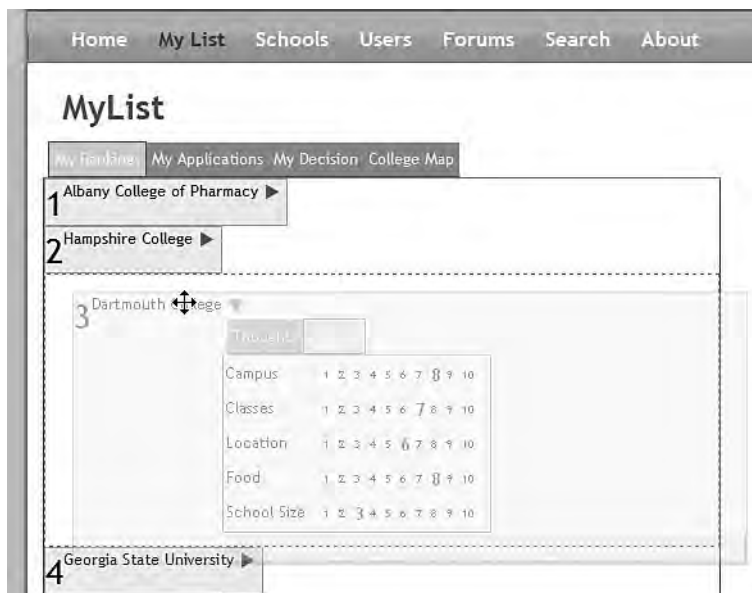 Home My List Schools Users Forums Search About
MyList
My Ranking My Applications My Decision College Map
1 Albany College of Pharmacy
2 Hampshire College
3 Dartmouth College
Campus 1 2 3 4 5 6 7 8 9 10
Classes 1 2 3 4 5 6 7 8 9 10
Location 1 2 3 4 5 6 7 8 9 10
Food 1 2 3 4 5 6 7 8 9 10
School Size 1 2 3 4 5 6 7 8 9 10
4 Georgia State University